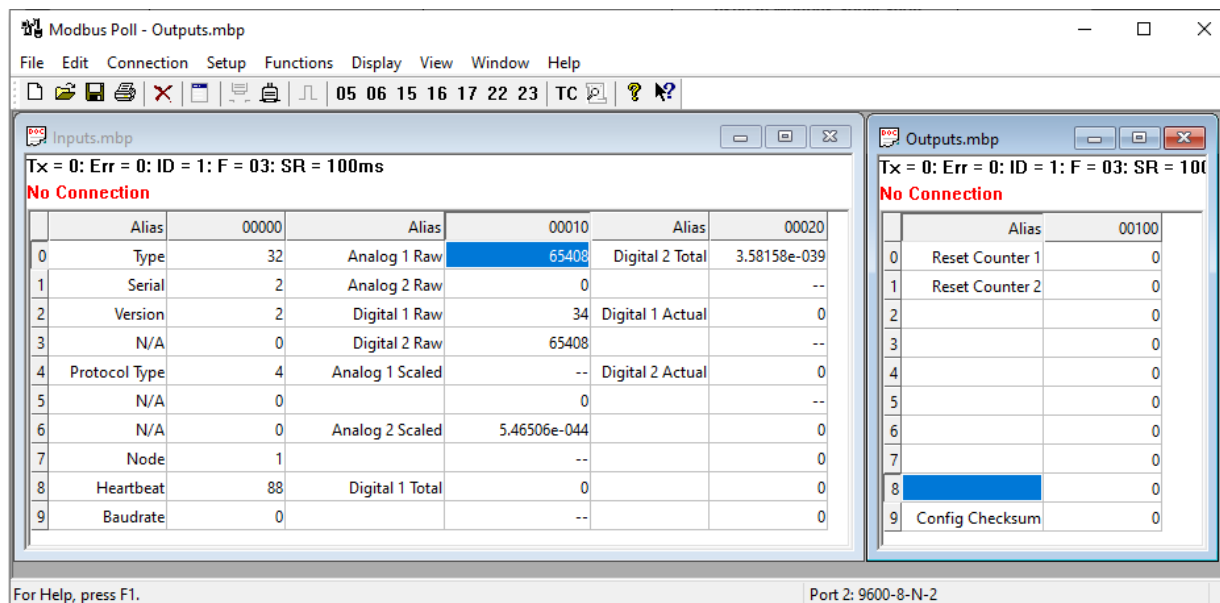 Modbus Poll - Outputs.mbp
File Edit Connection Setup Functions Display View Window Help
05 06 15 16 17 22 23 TC
Inputs.mbp
Tx = 0: Err = 0: ID = 1: F = 03: SR = 100ms
No Connection
Alias 00000 Alias 00010 Alias 00020
0 Type 32 Analog 1 Raw 65408 Digital 2 Total 3.58158e-039
1 Serial 2 Analog 2 Raw 0 --
2 Version 2 Digital 1 Raw 34 Digital 1 Actual 0
3 N/A 0 Digital 2 Raw 65408 --
4 Protocol Type 4 Analog 1 Scaled -- Digital 2 Actual 0
5 N/A 0 0 --
6 N/A 0 Analog 2 Scaled 5.46506e-044 0
7 Node 1 -- 0
8 Heartbeat 88 Digital 1 Total 0 0
9 Baudrate 0 -- 0
Outputs.mbp
Tx = 0: Err = 0: ID = 1: F = 03: SR = 100
No Connection
Alias 00100
0 Reset Counter 1 0
1 Reset Counter 2 0
2 0
3 0
4 0
5 0
6 0
7 0
8 0
9 Config Checksum 0
For Help, press F1.
Port 2: 9600-8-N-2